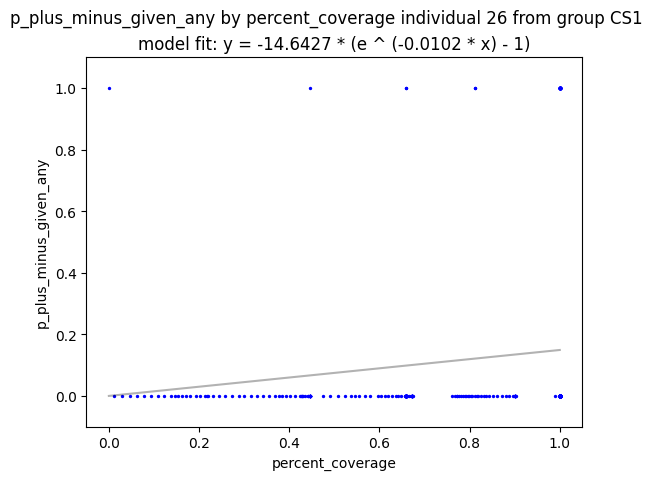 p_plus_minus_given_any by percent_coverage individual 26 from group CS1
model fit: y = -14.6427 * (e ^ (-0.0102 * x) - 1)
1.0
0.8
0.6
0.4
0.2
0.0
p_plus_minus_given_any
0.0 0.2 0.4 0.6 0.8 1.0
percent_coverage